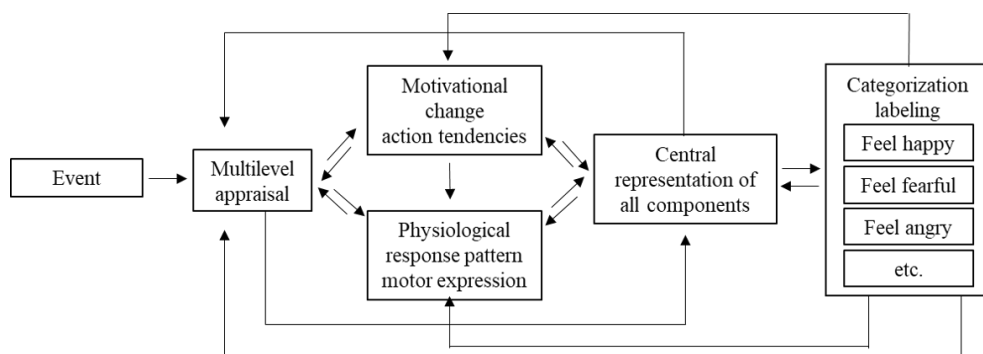 Event
Multilevel
appraisal
Motivational
change
action tendencies
Physiological
response pattern
motor expression
Central
representation of
all components
Categorization
labeling
Feel happy
Feel fearful
Feel angry
etc.